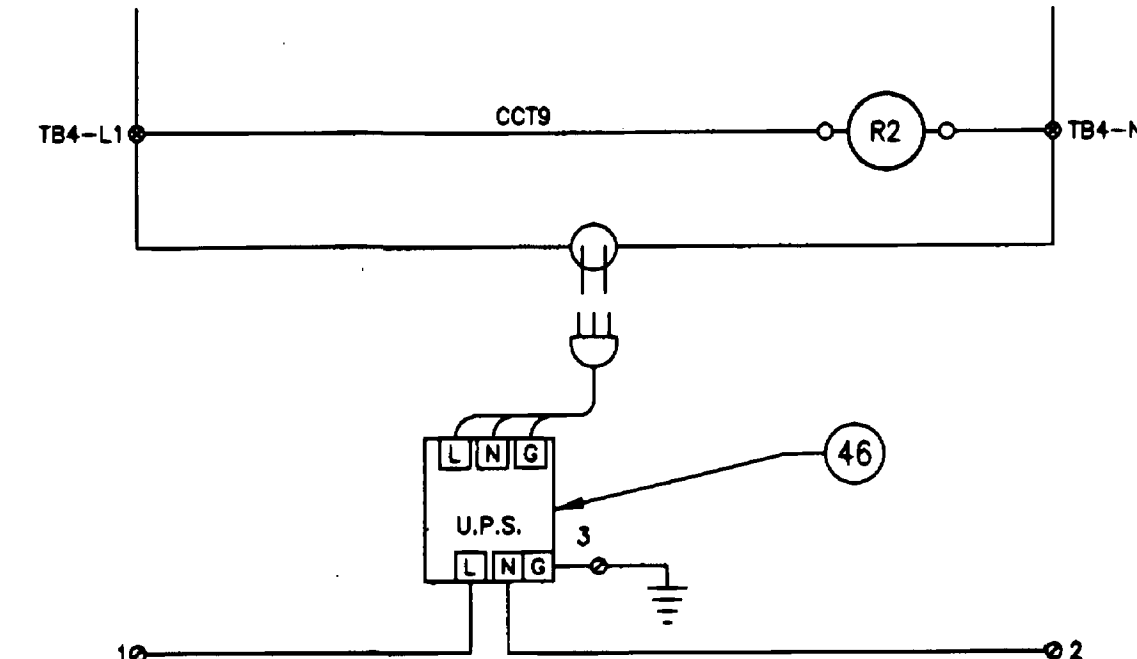 CCT9
TB4-L1
R2
TB4-N
L N G
46
U.P.S.
3
L N G
1
2